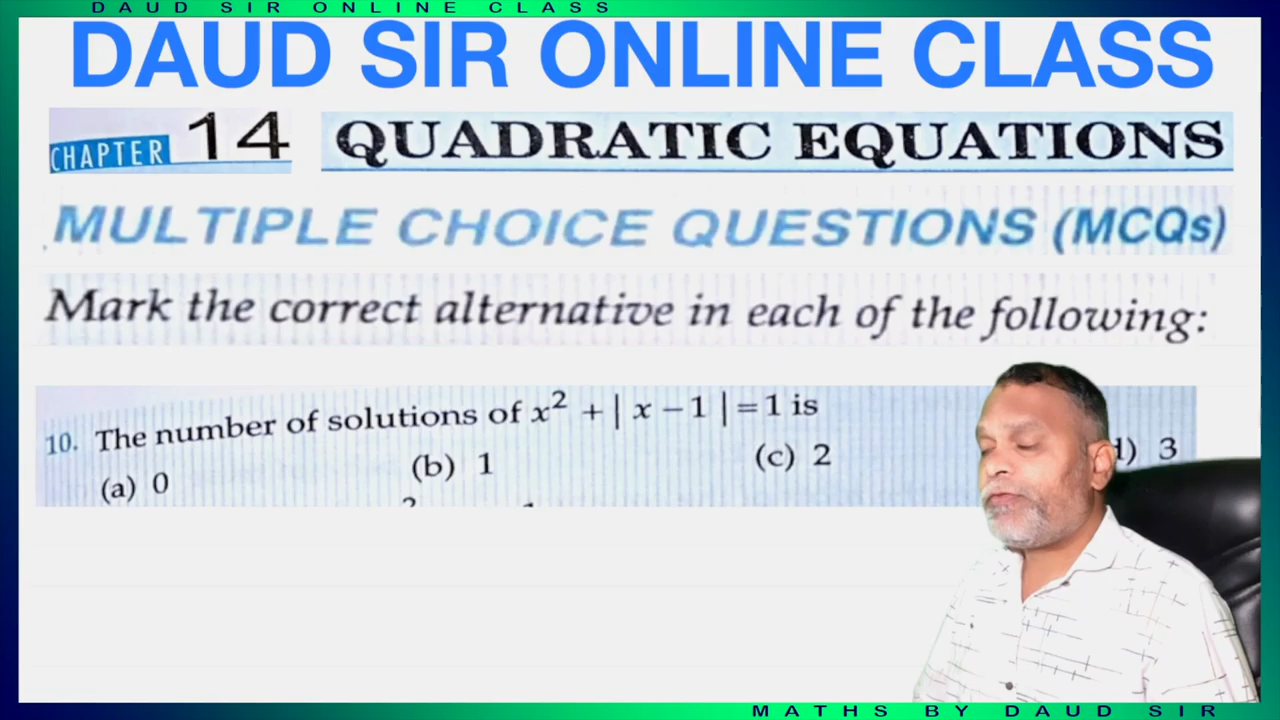 DAUD SIR ONLINE CLASS
DAUD SIR ONLINE CLASS
CHAPTER 14 QUADRATIC EQUATIONS
MULTIPLE CHOICE QUESTIONS (MCQs)
Mark the correct alternative in each of the following:
10. The number of solutions of x² + | x − 1 | = 1 is
(a) 0 (b) 1 (c) 2 d) 3
MATHS BY DAUD SIR